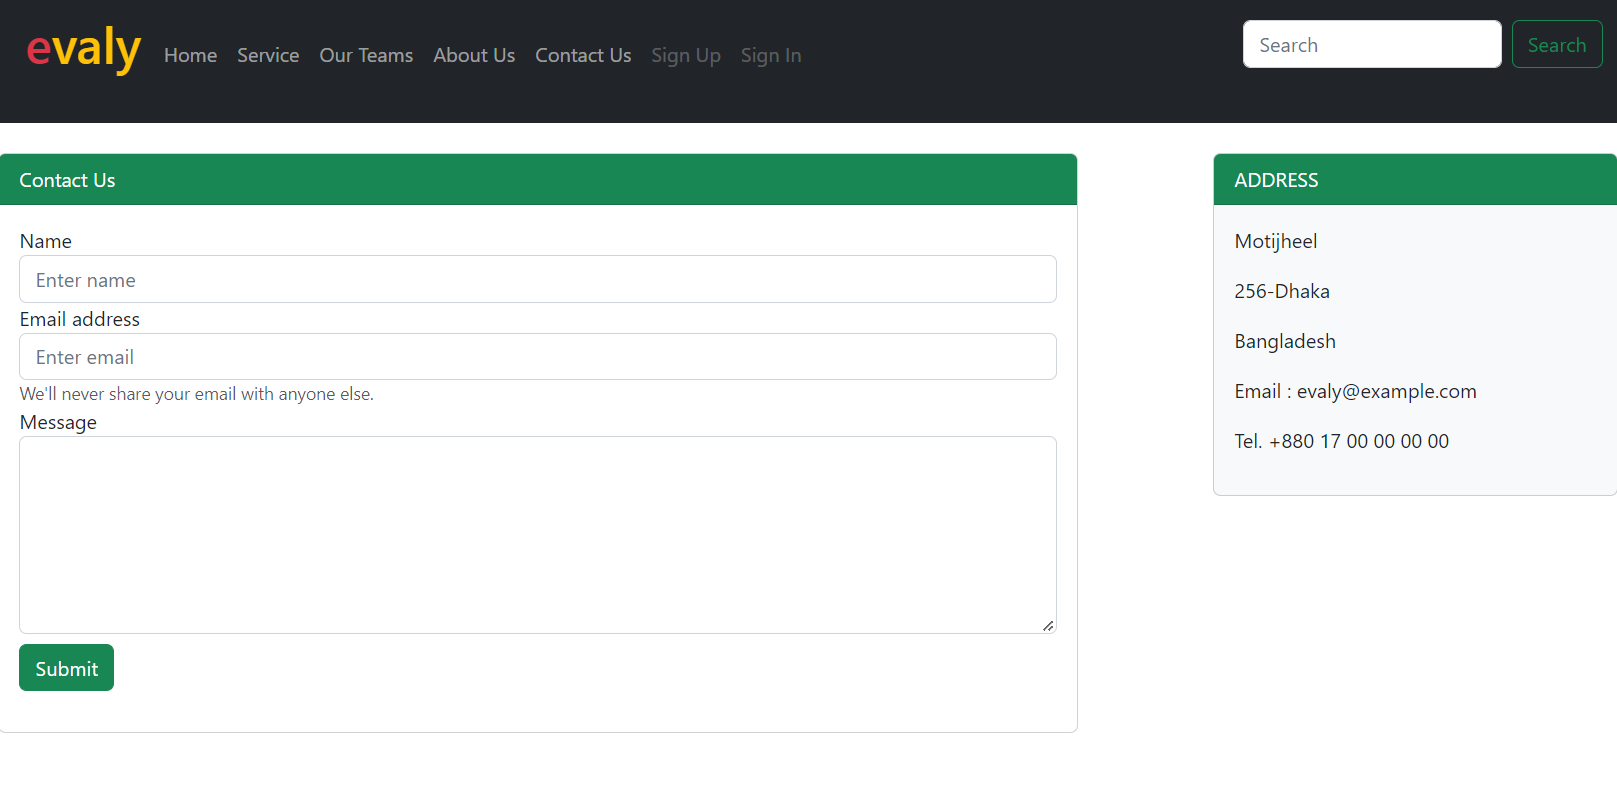 evaly Home Service Our Teams About Us Contact Us Sign Up Sign In Search Search
Contact Us
Name
Enter name
Email address
Enter email
We'll never share your email with anyone else.
Message
Submit
ADDRESS
Motijheel
256-Dhaka
Bangladesh
Email : evaly@example.com
Tel. +880 17 00 00 00 00